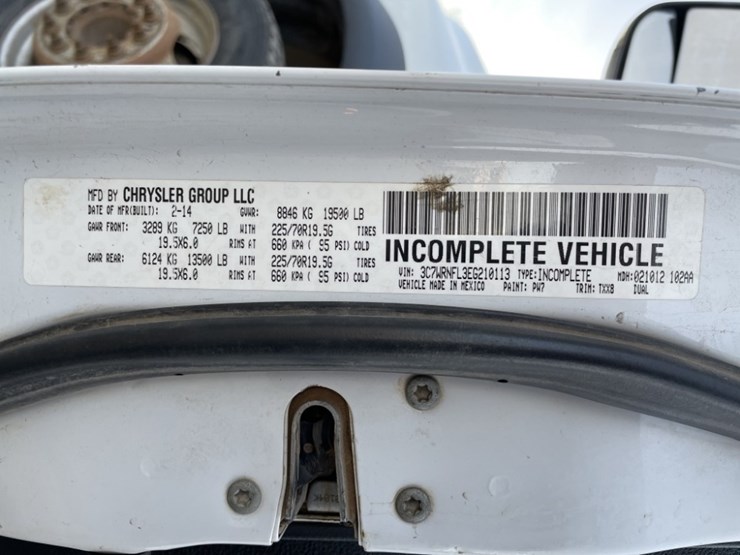 MFD BY CHRYSLER GROUP LLC
DATE OF MFR(BUILT): 2-14 GVWR: 8846 KG 19500 LB
GAWR FRONT: 3289 KG 7250 LB WITH 225/70R19.5G TIRES
19.5X6.0 RIMS AT 660 KPA ( 95 PSI) COLD
GAWR REAR: 6124 KG 13500 LB WITH 225/70R19.5G TIRES
19.5X6.0 RIMS AT 660 KPA ( 95 PSI) COLD
INCOMPLETE VEHICLE
VIN: 3C7WRNFL3EG210113 TYPE:INCOMPLETE MDH:021012 102AA
VEHICLE MADE IN MEXICO PAINT: PW7 TRIM: TXX8 DUAL